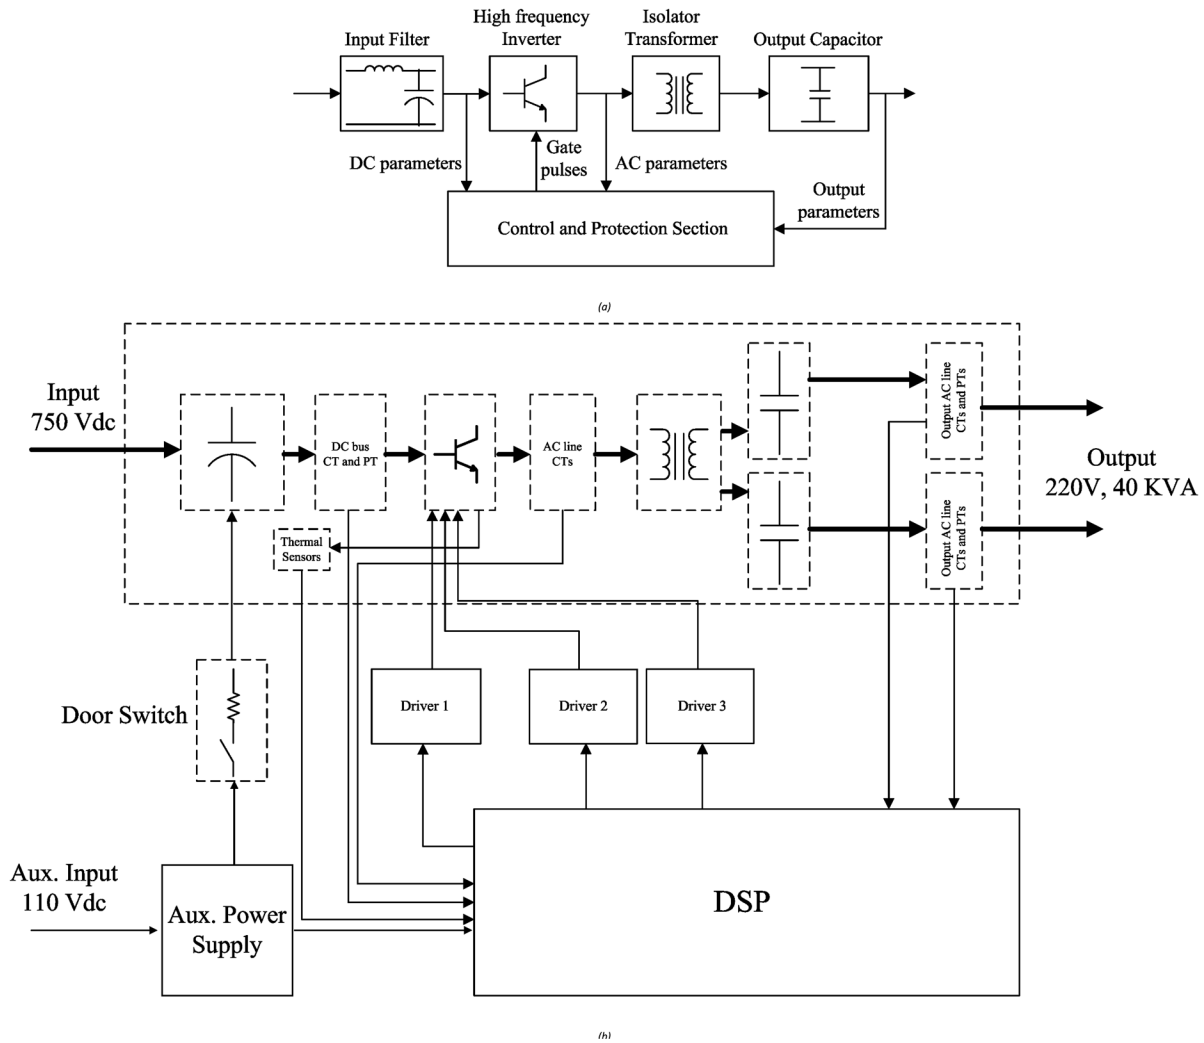 High frequency
Inverter
Isolator
Transformer
Input Filter
Output Capacitor
DC parameters
Gate
pulses
AC parameters
Output
parameters
Control and Protection Section
(a)
Input
750 Vdc
DC bus
CT and PT
AC line
CTs
Output AC line
CTs and PTs
Output AC line
CTs and PTs
Output
220V, 40 KVA
Thermal
Sensors
Door Switch
Driver 1
Driver 2
Driver 3
Aux. Input
110 Vdc
Aux. Power
Supply
DSP
(b)